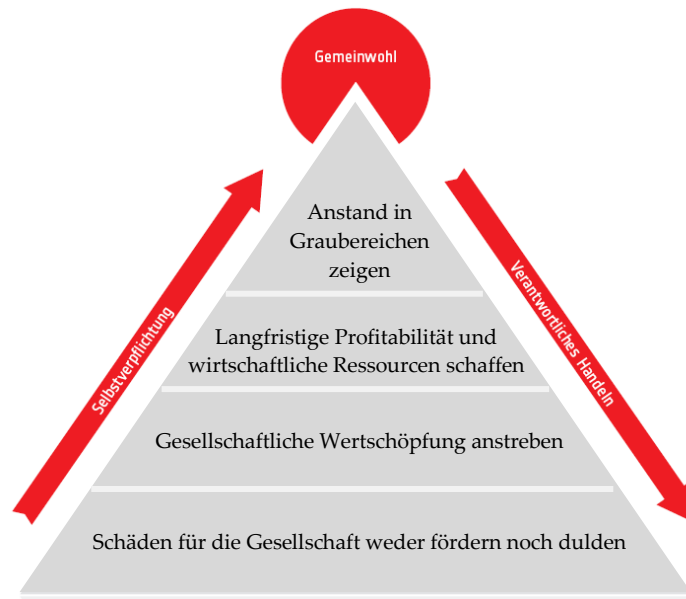 Gemeinwohl
Anstand in
Graubereichen
zeigen
Selbstverpflichtung
Verantwortliches Handeln
Langfristige Profitabilität und
wirtschaftliche Ressourcen schaffen
Gesellschaftliche Wertschöpfung anstreben
Schäden für die Gesellschaft weder fördern noch dulden